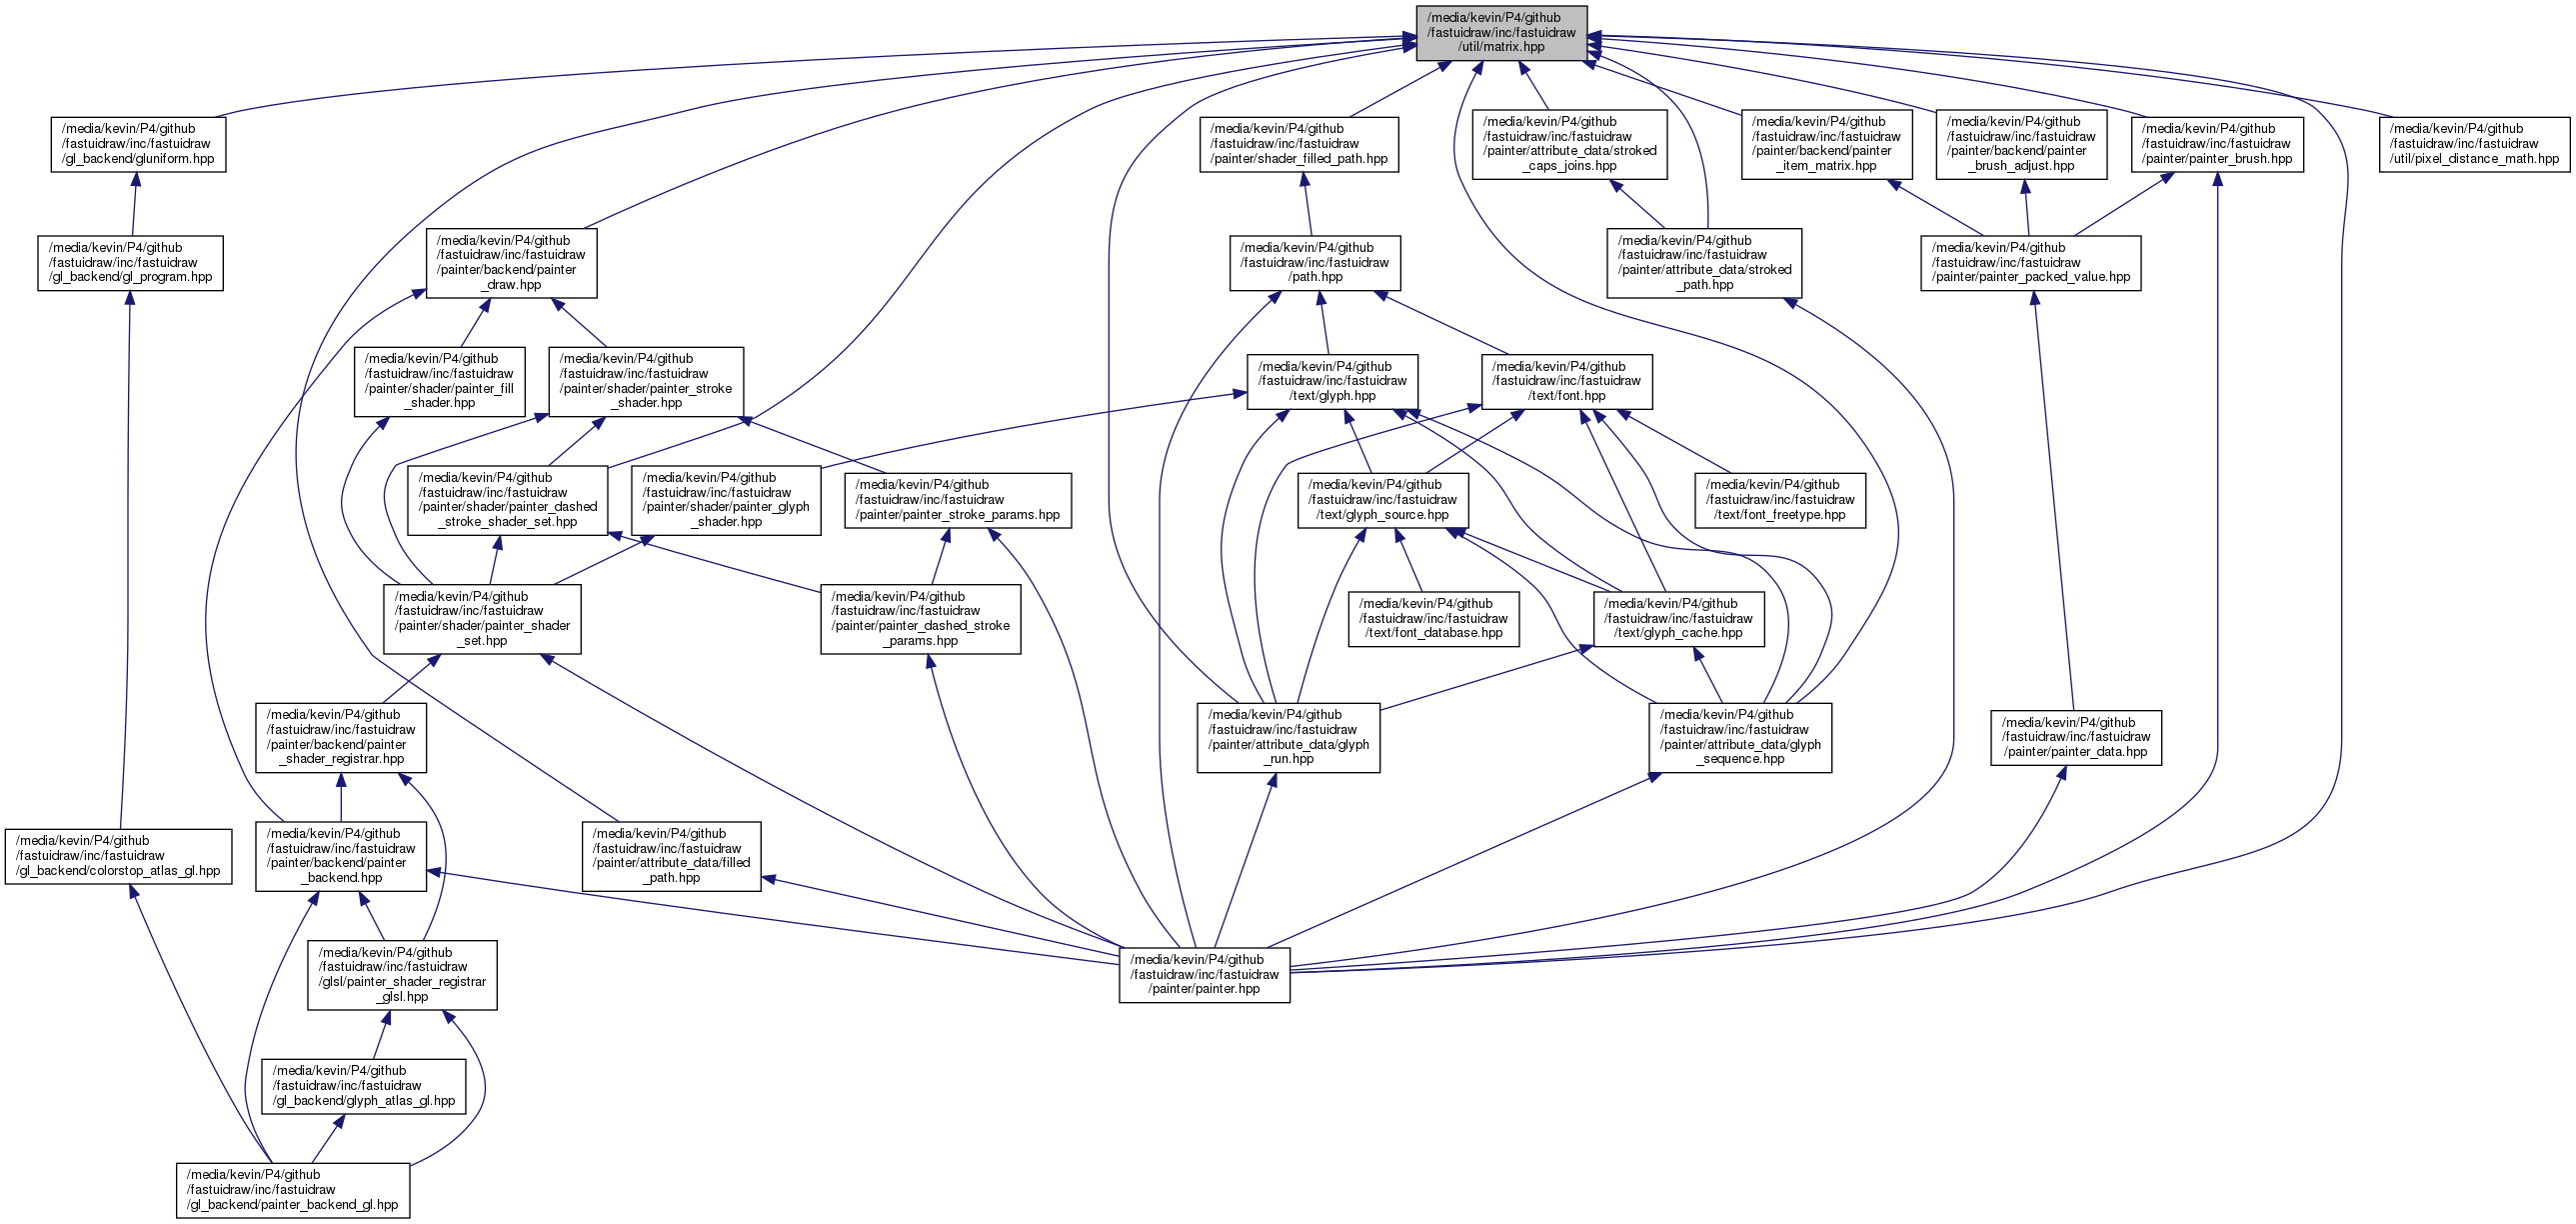 /media/kevin/P4/github
/fastuidraw/inc/fastuidraw
/util/matrix.hpp
/media/kevin/P4/github
/fastuidraw/inc/fastuidraw
/gl_backend/gluniform.hpp
/media/kevin/P4/github
/fastuidraw/inc/fastuidraw
/painter/shader_filled_path.hpp
/media/kevin/P4/github
/fastuidraw/inc/fastuidraw
/painter/attribute_data/stroked
_caps_joins.hpp
/media/kevin/P4/github
/fastuidraw/inc/fastuidraw
/painter/backend/painter
_item_matrix.hpp
/media/kevin/P4/github
/fastuidraw/inc/fastuidraw
/painter/backend/painter
_brush_adjust.hpp
/media/kevin/P4/github
/fastuidraw/inc/fastuidraw
/painter/painter_brush.hpp
/media/kevin/P4/github
/fastuidraw/inc/fastuidraw
/util/pixel_distance_math.hpp
/media/kevin/P4/github
/fastuidraw/inc/fastuidraw
/gl_backend/gl_program.hpp
/media/kevin/P4/github
/fastuidraw/inc/fastuidraw
/painter/backend/painter
_draw.hpp
/media/kevin/P4/github
/fastuidraw/inc/fastuidraw
/path.hpp
/media/kevin/P4/github
/fastuidraw/inc/fastuidraw
/painter/attribute_data/stroked
_path.hpp
/media/kevin/P4/github
/fastuidraw/inc/fastuidraw
/painter/painter_packed_value.hpp
/media/kevin/P4/github
/fastuidraw/inc/fastuidraw
/painter/shader/painter_fill
_shader.hpp
/media/kevin/P4/github
/fastuidraw/inc/fastuidraw
/painter/shader/painter_stroke
_shader.hpp
/media/kevin/P4/github
/fastuidraw/inc/fastuidraw
/text/glyph.hpp
/media/kevin/P4/github
/fastuidraw/inc/fastuidraw
/text/font.hpp
/media/kevin/P4/github
/fastuidraw/inc/fastuidraw
/painter/shader/painter_dashed
_stroke_shader_set.hpp
/media/kevin/P4/github
/fastuidraw/inc/fastuidraw
/painter/shader/painter_glyph
_shader.hpp
/media/kevin/P4/github
/fastuidraw/inc/fastuidraw
/painter/painter_stroke_params.hpp
/media/kevin/P4/github
/fastuidraw/inc/fastuidraw
/text/glyph_source.hpp
/media/kevin/P4/github
/fastuidraw/inc/fastuidraw
/text/font_freetype.hpp
/media/kevin/P4/github
/fastuidraw/inc/fastuidraw
/painter/shader/painter_shader
_set.hpp
/media/kevin/P4/github
/fastuidraw/inc/fastuidraw
/painter/painter_dashed_stroke
_params.hpp
/media/kevin/P4/github
/fastuidraw/inc/fastuidraw
/text/font_database.hpp
/media/kevin/P4/github
/fastuidraw/inc/fastuidraw
/text/glyph_cache.hpp
/media/kevin/P4/github
/fastuidraw/inc/fastuidraw
/painter/backend/painter
_shader_registrar.hpp
/media/kevin/P4/github
/fastuidraw/inc/fastuidraw
/painter/attribute_data/glyph
_run.hpp
/media/kevin/P4/github
/fastuidraw/inc/fastuidraw
/painter/attribute_data/glyph
_sequence.hpp
/media/kevin/P4/github
/fastuidraw/inc/fastuidraw
/painter/painter_data.hpp
/media/kevin/P4/github
/fastuidraw/inc/fastuidraw
/gl_backend/colorstop_atlas_gl.hpp
/media/kevin/P4/github
/fastuidraw/inc/fastuidraw
/painter/backend/painter
_backend.hpp
/media/kevin/P4/github
/fastuidraw/inc/fastuidraw
/painter/attribute_data/filled
_path.hpp
/media/kevin/P4/github
/fastuidraw/inc/fastuidraw
/glsl/painter_shader_registrar
_glsl.hpp
/media/kevin/P4/github
/fastuidraw/inc/fastuidraw
/painter/painter.hpp
/media/kevin/P4/github
/fastuidraw/inc/fastuidraw
/gl_backend/glyph_atlas_gl.hpp
/media/kevin/P4/github
/fastuidraw/inc/fastuidraw
/gl_backend/painter_backend_gl.hpp